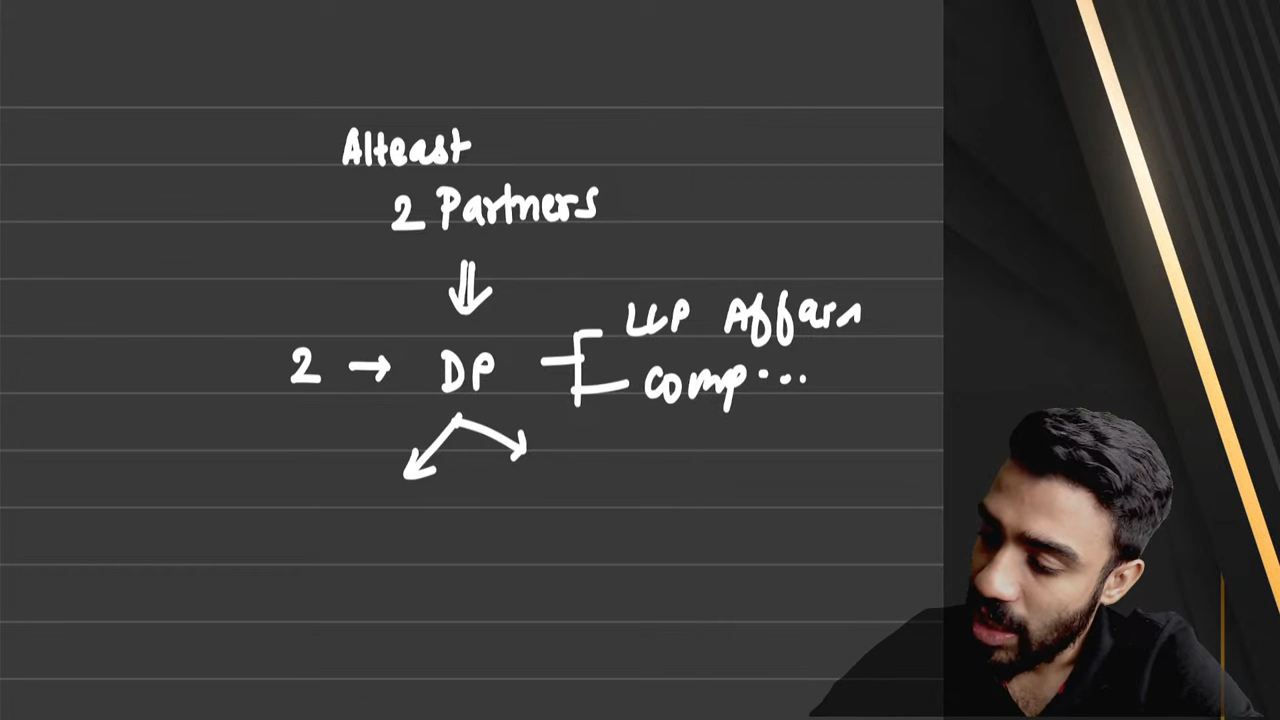 Alteast
2 Partners
LLP Affairs
2 → DP
comp...